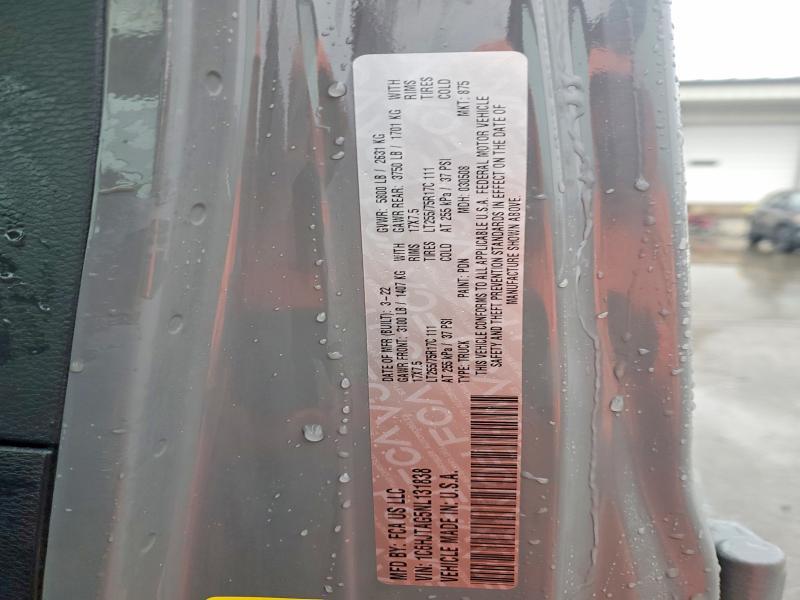 MFD BY: FCA US LLC
VIN: 1C6HJTAG5NL131838
VEHICLE MADE IN: U.S.A.
DATE OF MFR (BUILT): 3-22 GVWR: 5800 LB / 2631 KG
GAWR FRONT: 3100 LB / 1407 KG WITH GAWR REAR: 3750 LB / 1701 KG WITH
17X7.5 RIMS 17X7.5 RIMS
LT255/75R17C 111 TIRES LT255/75R17C 111 TIRES
AT 255 kPa / 37 PSI COLD AT 255 kPa / 37 PSI COLD
TYPE: TRUCK PAINT: PDN MDH: 030508 MKT: 875
THIS VEHICLE CONFORMS TO ALL APPLICABLE U.S.A. FEDERAL MOTOR VEHICLE
SAFETY AND THEFT PREVENTION STANDARDS IN EFFECT ON THE DATE OF
MANUFACTURE SHOWN ABOVE.